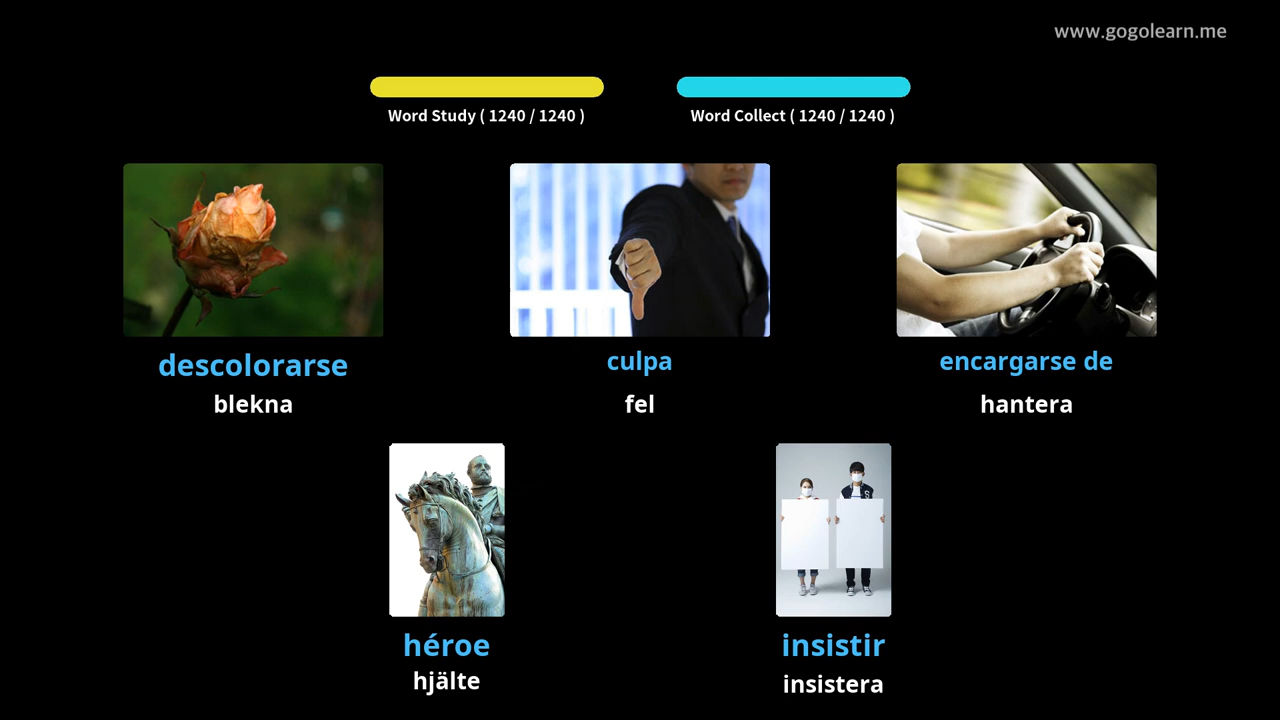 www.gogolearn.me
Word Study ( 1240 / 1240 )
Word Collect ( 1240 / 1240 )
descolorarse
blekna
culpa
fel
encargarse de
hantera
héroe
hjälte
insistir
insistera